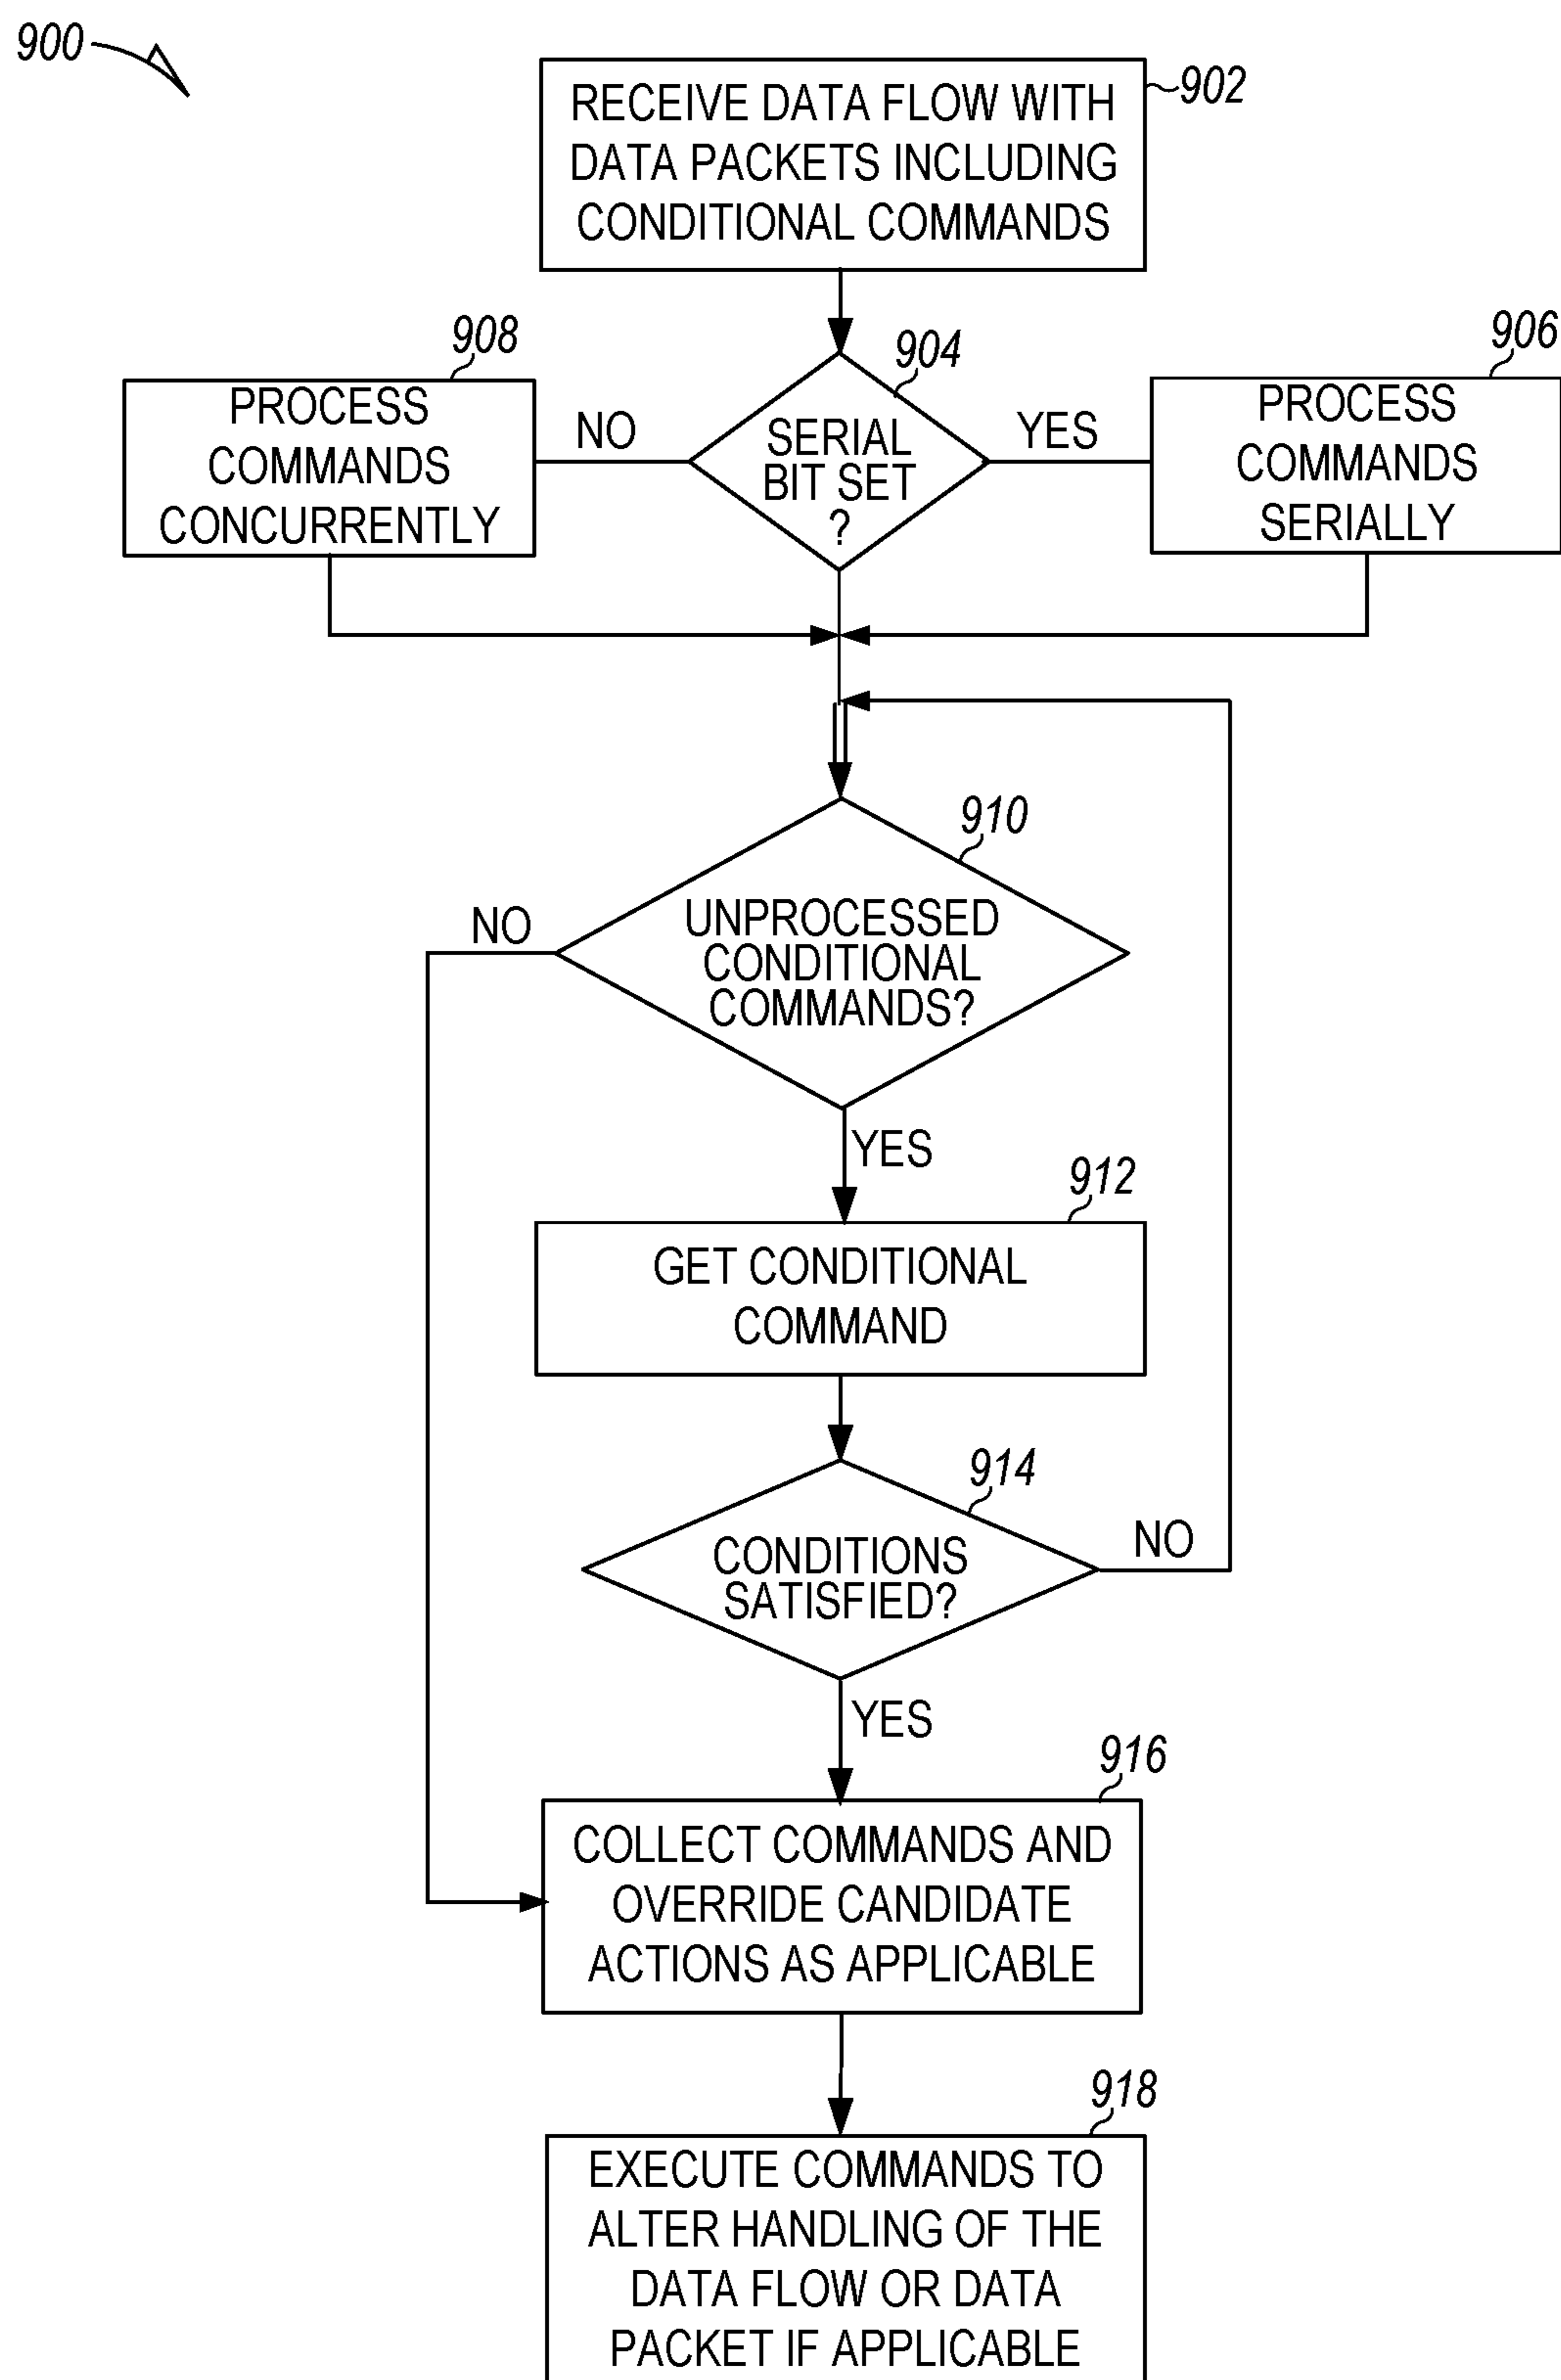 900
RECEIVE DATA FLOW WITH
DATA PACKETS INCLUDING
CONDITIONAL COMMANDS
902
908
PROCESS
COMMANDS
CONCURRENTLY
NO
904
SERIAL
BIT SET
?
YES
906
PROCESS
COMMANDS
SERIALLY
910
NO
UNPROCESSED
CONDITIONAL
COMMANDS?
YES
912
GET CONDITIONAL
COMMAND
914
CONDITIONS
SATISFIED?
NO
YES
916
COLLECT COMMANDS AND
OVERRIDE CANDIDATE
ACTIONS AS APPLICABLE
918
EXECUTE COMMANDS TO
ALTER HANDLING OF THE
DATA FLOW OR DATA
PACKET IF APPLICABLE